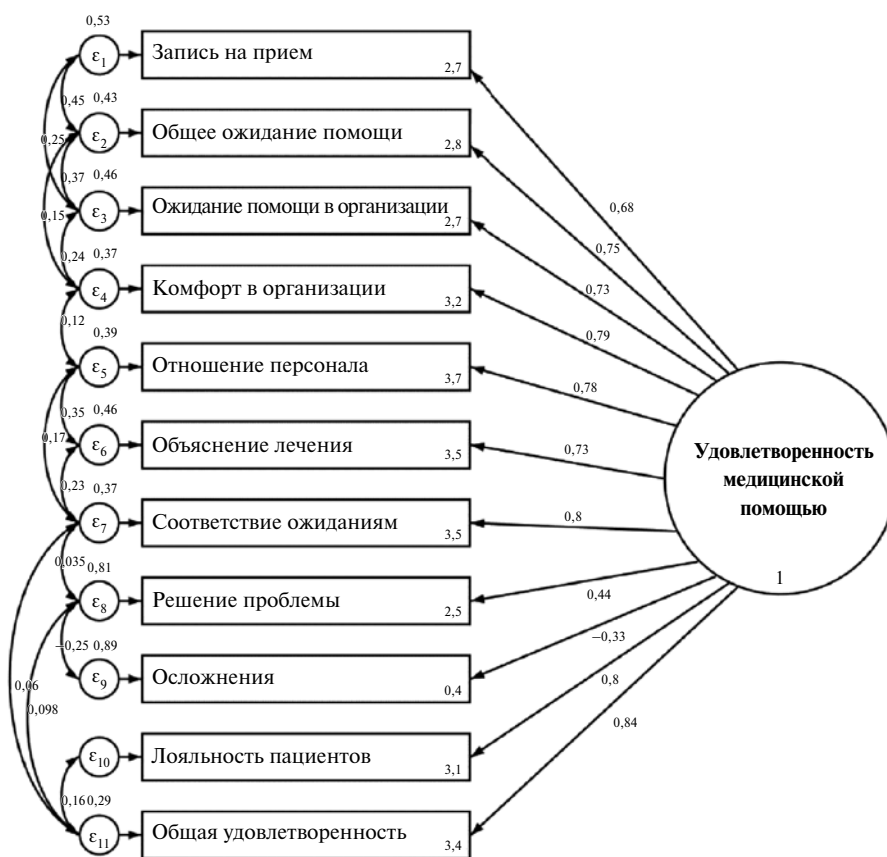 0,53
ε1 Запись на прием 2,7
0,45 0,43
0,25
ε2 Общее ожидание помощи 2,8
0,37 0,46
0,15
ε3 Ожидание помощи в организации 2,7
0,68
0,75
0,73
0,24 0,37
ε4 Комфорт в организации 3,2
0,79
0,12
0,39
ε5 Отношение персонала 3,7
0,78
0,35 0,46
0,17
ε6 Объяснение лечения 3,5
0,73
Удовлетворенность
медицинской
помощью
1
0,23 0,37
ε7 Соответствие ожиданиям 3,5
0,8
0,035 0,81
ε8 Решение проблемы 2,5
0,44
−0,25 0,89
−0,33
ε9 Осложнения 0,4
0,06
0,098
0,8
0,84
ε10 Лояльность пациентов 3,1
0,16 0,29
ε11 Общая удовлетворенность 3,4